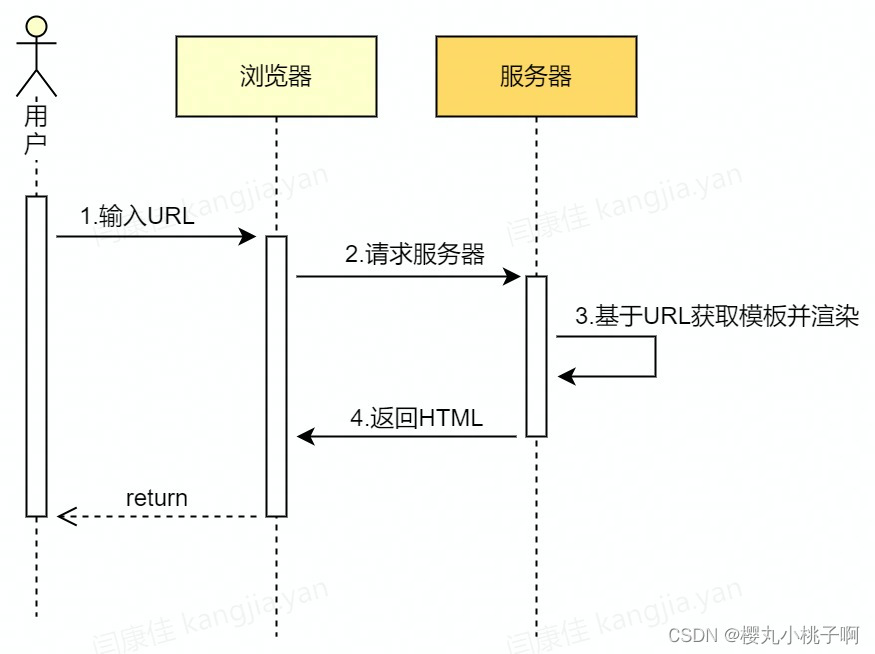 浏览器
服务器
用
户
闫康佳 kangjia.yan
闫康佳 kangjia.yan
1.输入URL
2.请求服务器
3.基于URL获取模板并渲染
4.返回HTML
return
闫康佳 kangjia.yan
闫康佳 kangjia.yan
CSDN @樱丸小桃子啊